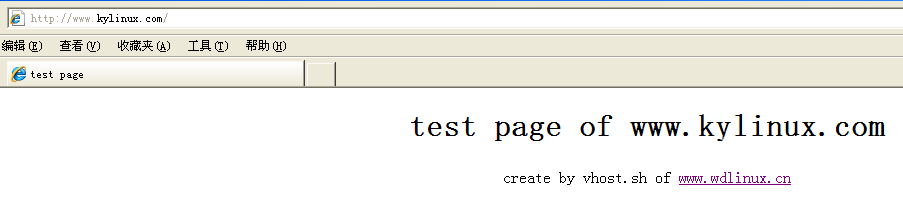 http://www.kylinux.com/
编辑(E) 查看(V) 收藏夹(A) 工具(T) 帮助(H)
test page
test page of www.kylinux.com
create by vhost.sh of www.wdlinux.cn